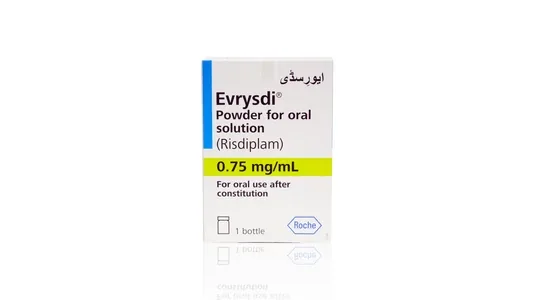 ایورسڈی
Evrysdi®
Powder for oral
solution
(Risdiplam)
0.75 mg/mL
For oral use after
constitution
1 bottle
Roche